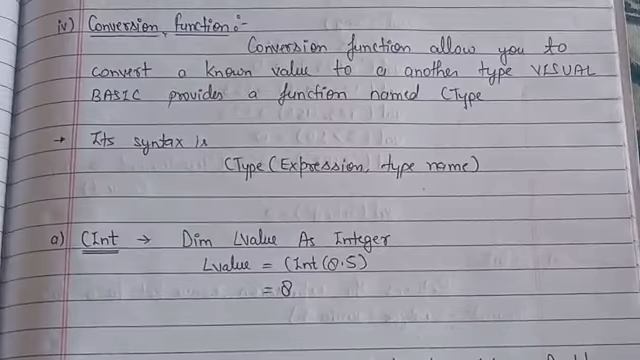 iv) Conversion function :-
Conversion function allow you to
convert a known value to a another type VISUAL
BASIC provides a function named CType
→ Its syntax is
CType (Expression, type name)
a) CInt → Dim Lvalue As Integer
Lvalue = CInt (8.5)
= 8